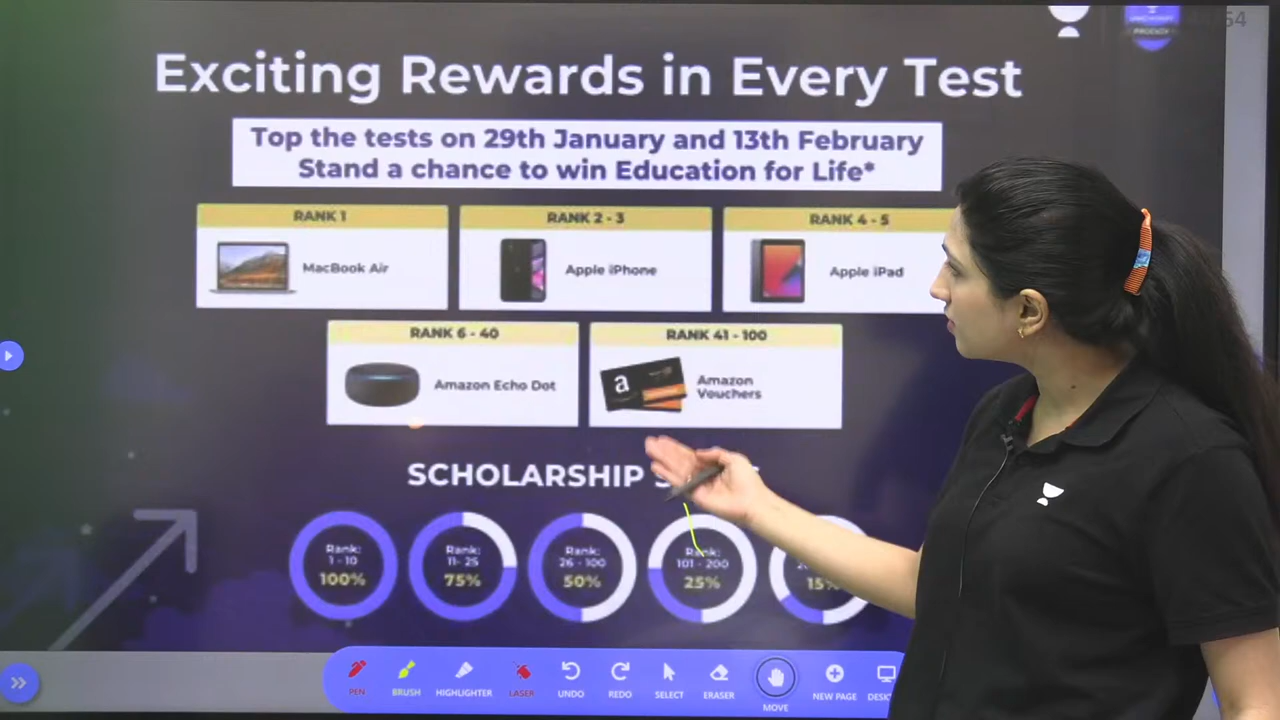 54
PRODIGY
Exciting Rewards in Every Test
Top the tests on 29th January and 13th February
Stand a chance to win Education for Life*
RANK 1
MacBook Air
RANK 2 - 3
Apple iPhone
RANK 4 - 5
Apple iPad
RANK 6 - 40
Amazon Echo Dot
RANK 41 - 100
a
Amazon
Vouchers
SCHOLARSHIP
Rank:
1 - 10
100%
Rank:
11- 25
75%
Rank:
26 - 100
50%
Rank:
101 - 200
25%
15%
PEN
BRUSH
HIGHLIGHTER
LASER
UNDO
REDO
SELECT
ERASER
MOVE
NEW PAGE